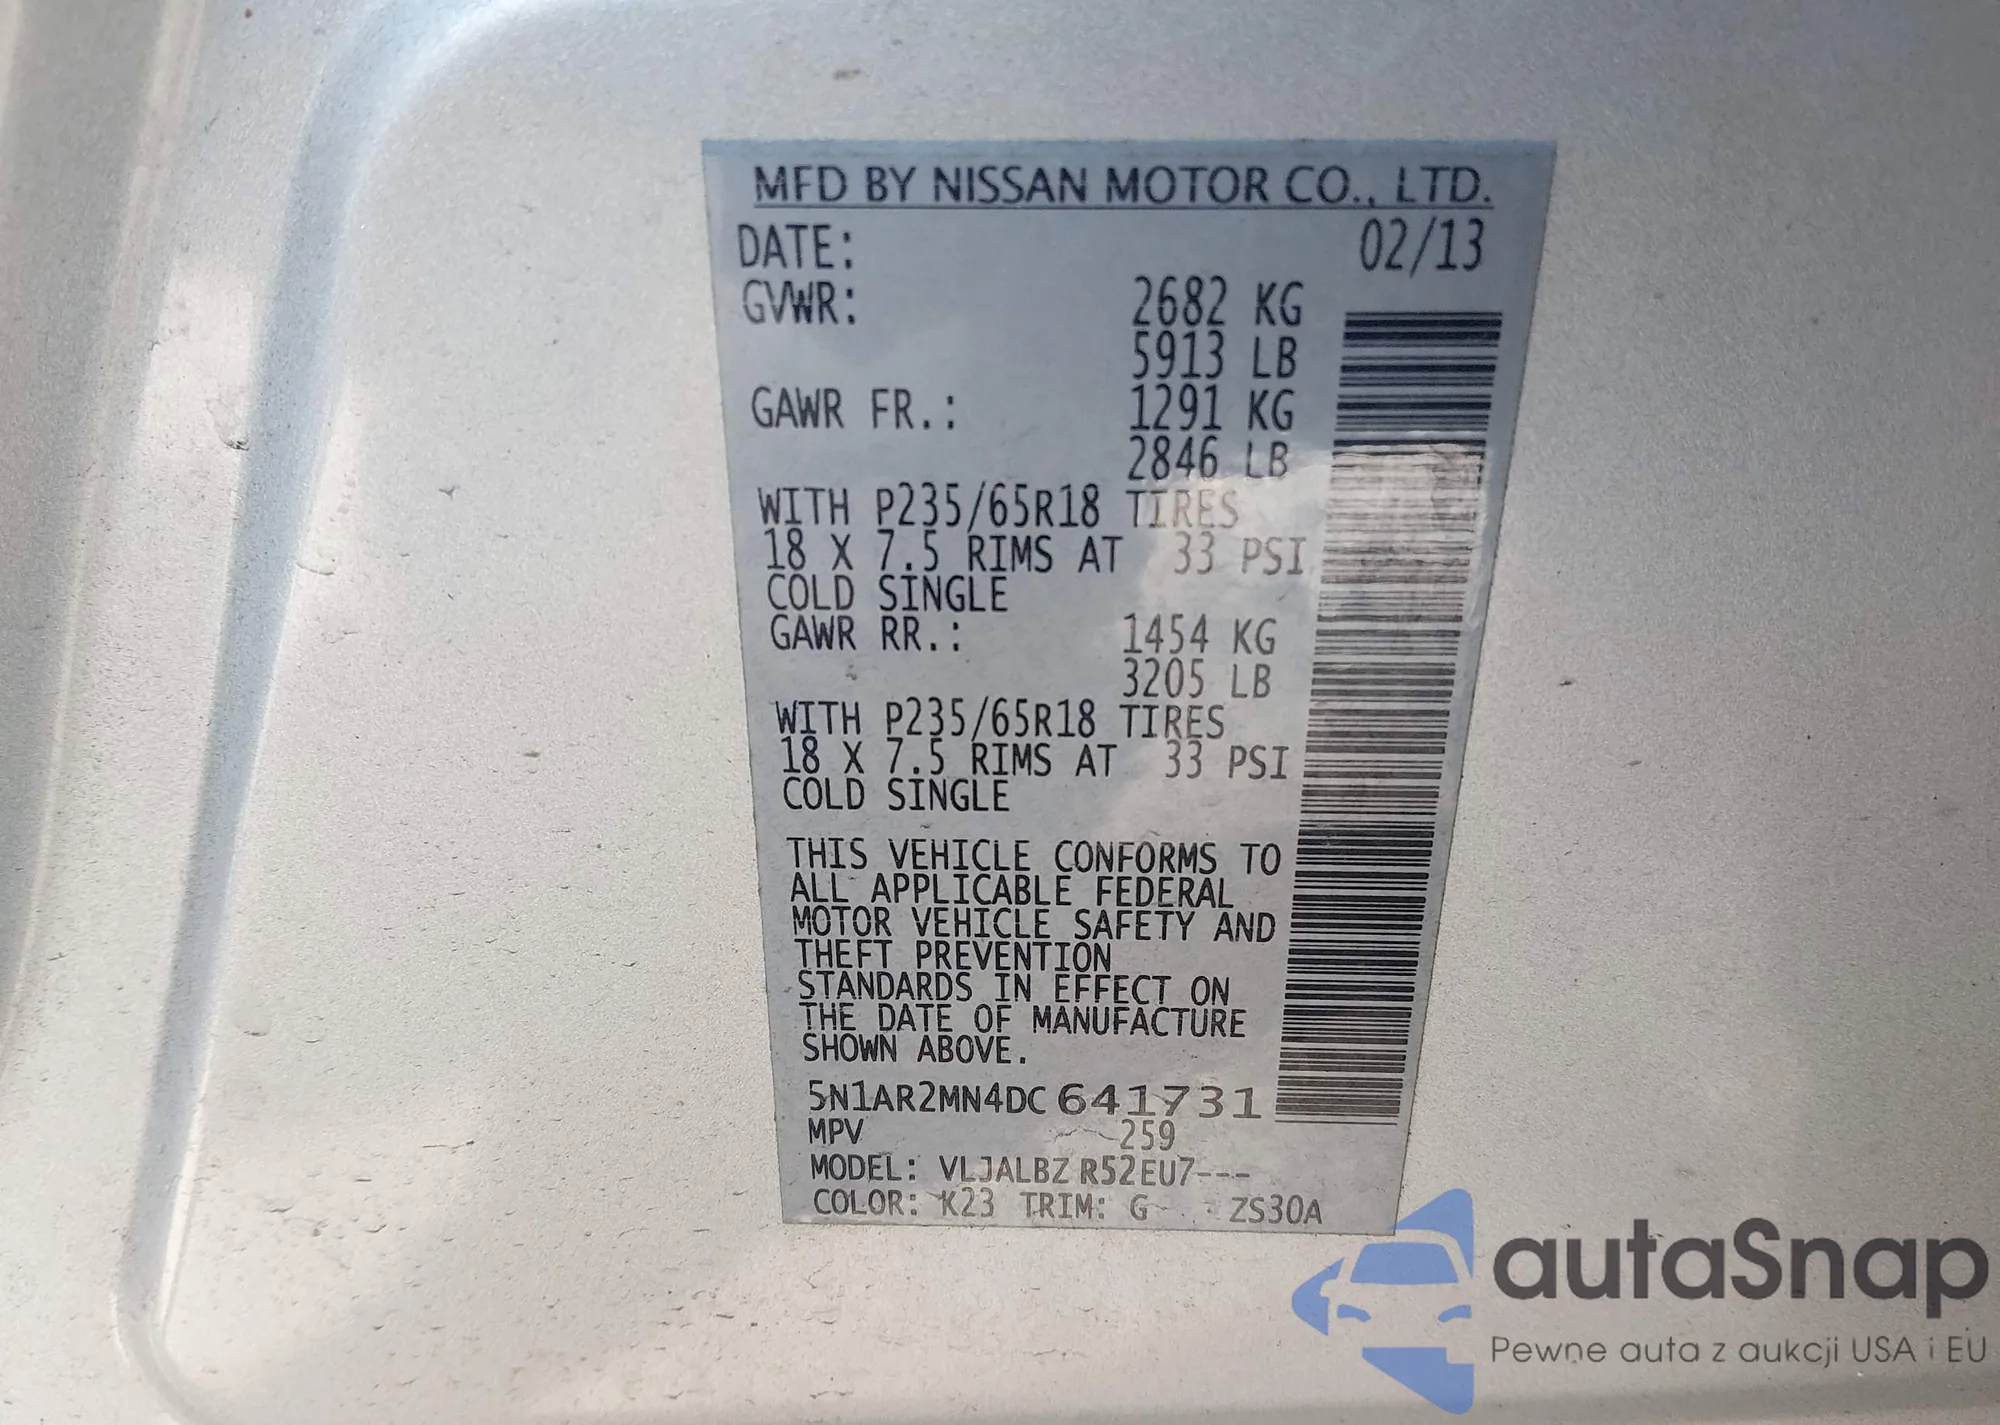 MFD BY NISSAN MOTOR CO., LTD.
DATE: 02/13
GVWR: 2682 KG
5913 LB
GAWR FR.: 1291 KG
2846 LB
WITH P235/65R18 TIRES
18 X 7.5 RIMS AT 33 PSI
COLD SINGLE
GAWR RR.: 1454 KG
3205 LB
WITH P235/65R18 TIRES
18 X 7.5 RIMS AT 33 PSI
COLD SINGLE
THIS VEHICLE CONFORMS TO
ALL APPLICABLE FEDERAL
MOTOR VEHICLE SAFETY AND
THEFT PREVENTION
STANDARDS IN EFFECT ON
THE DATE OF MANUFACTURE
SHOWN ABOVE.
5N1AR2MN4DC641731
MPV 259
MODEL: VLJALBZ R52EU7---
COLOR: K23 TRIM: G ZS30A
autaSnap
Pewne auta z aukcji USA i EU